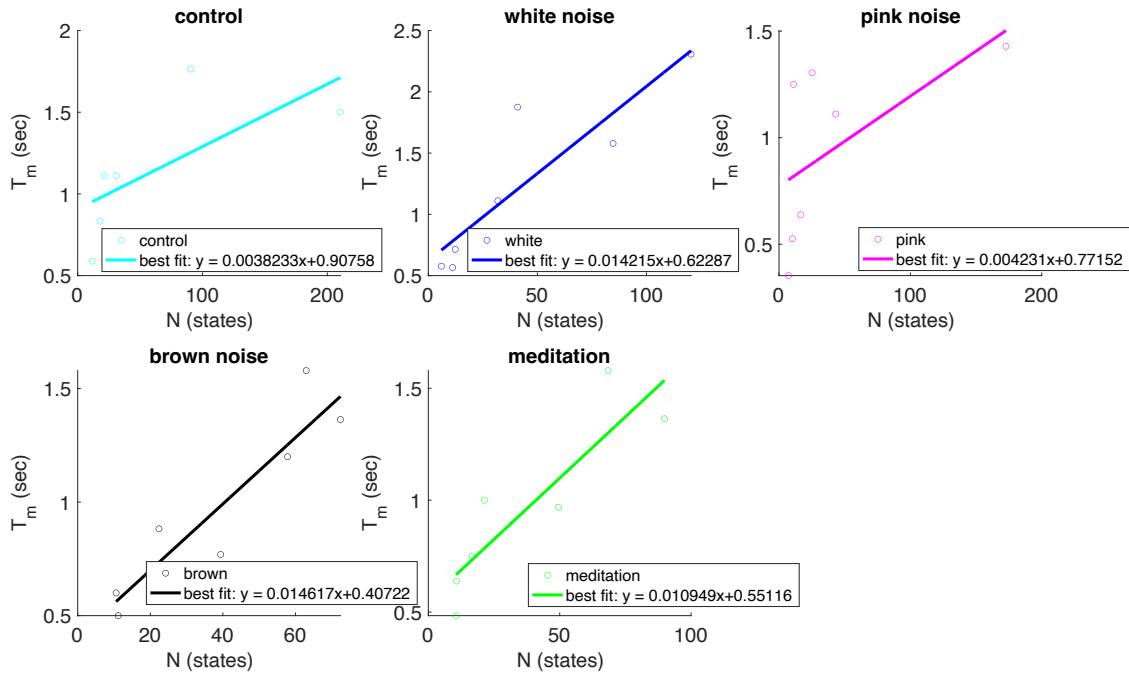 control
2
1.5
1
0.5
T_m (sec)
0
100
200
N (states)
control
best fit: y = 0.0038233x+0.90758
white noise
2.5
2
1.5
1
0.5
T_m (sec)
0
50
100
N (states)
white
best fit: y = 0.014215x+0.62287
pink noise
1.5
1
0.5
T_m (sec)
0
100
200
N (states)
pink
best fit: y = 0.004231x+0.77152
brown noise
1.5
1
0.5
T_m (sec)
0
20
40
60
N (states)
brown
best fit: y = 0.014617x+0.40722
meditation
1.5
1
0.5
T_m (sec)
0
50
100
N (states)
meditation
best fit: y = 0.010949x+0.55116